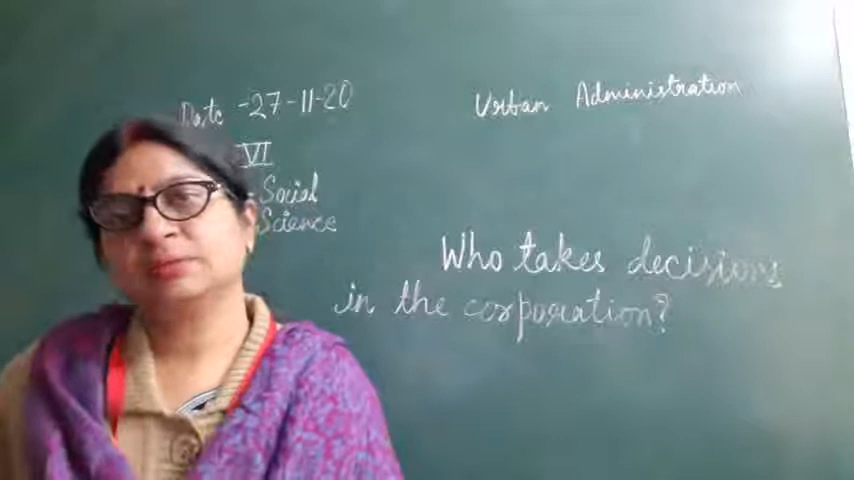 Date -27-11-20
VI
Social
Science
Urban Administration
Who takes decisions
in the corporation?